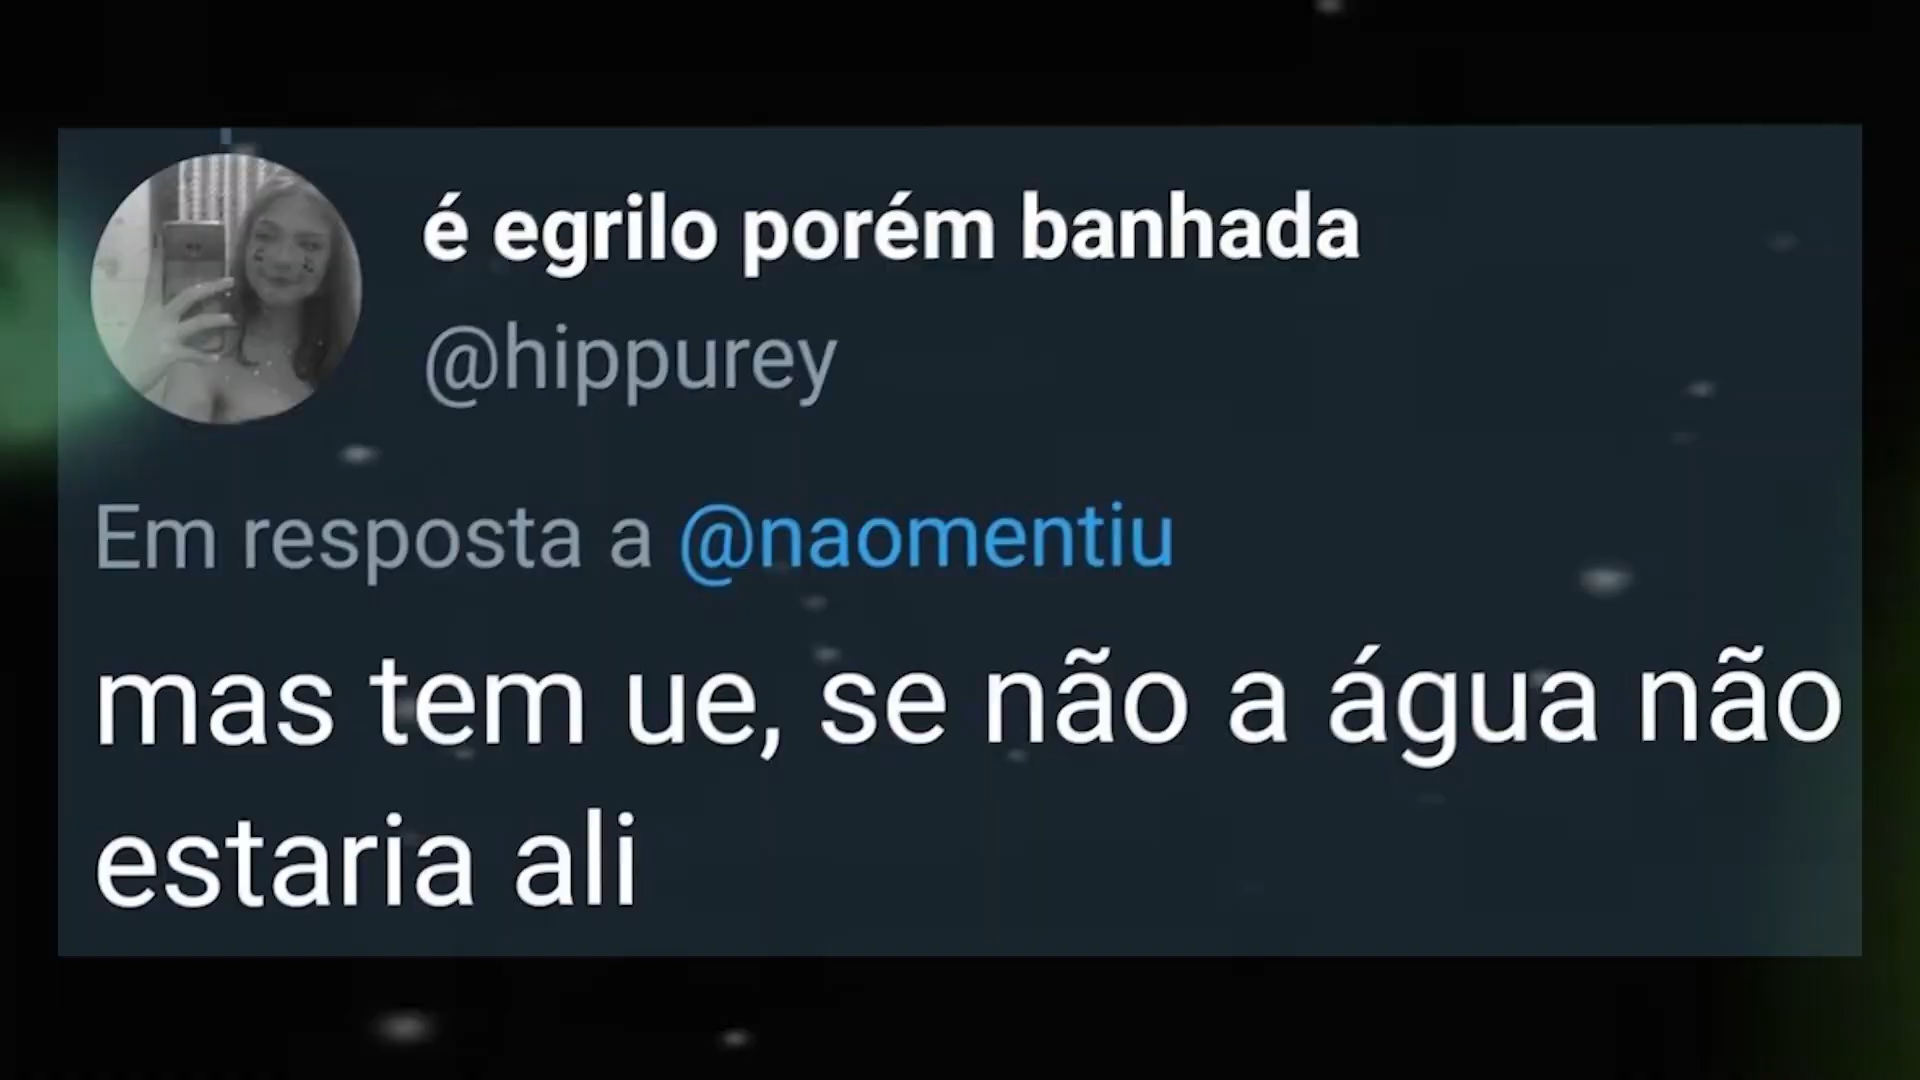 é egrilo porém banhada
@hippurey
Em resposta a @naomentiu
mas tem ue, se não a água não
estaria ali